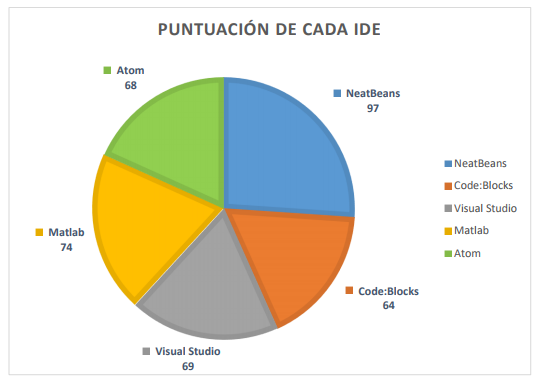 PUNTUACIÓN DE CADA IDE
Atom
68
NeatBeans
97
Matlab
74
Code:Blocks
64
Visual Studio
69
NeatBeans
Code:Blocks
Visual Studio
Matlab
Atom